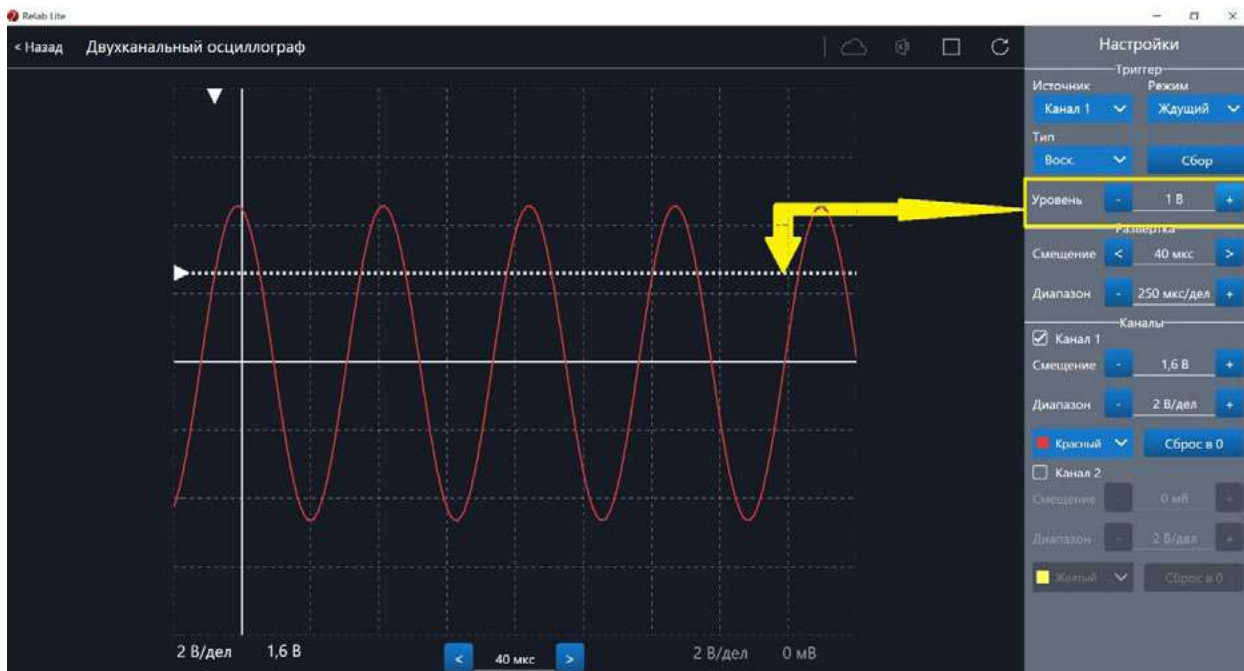 Relab Lite
< Назад Двухканальный осциллограф
Настройки
Триггер
Источник Режим
Канал 1 Ждущий
Тип
Восх. Сбор
Уровень - 1 В +
Развертка
Смещение < 40 мкс >
Диапазон - 250 мкс/дел +
Каналы
Канал 1
Смещение - 1,6 В +
Диапазон - 2 В/дел +
Красный Сброс в 0
Канал 2
Смещение - 0 мВ +
Диапазон - 2 В/дел +
Желтый Сброс в 0
2 В/дел 1,6 В < 40 мкс > 2 В/дел 0 мВ